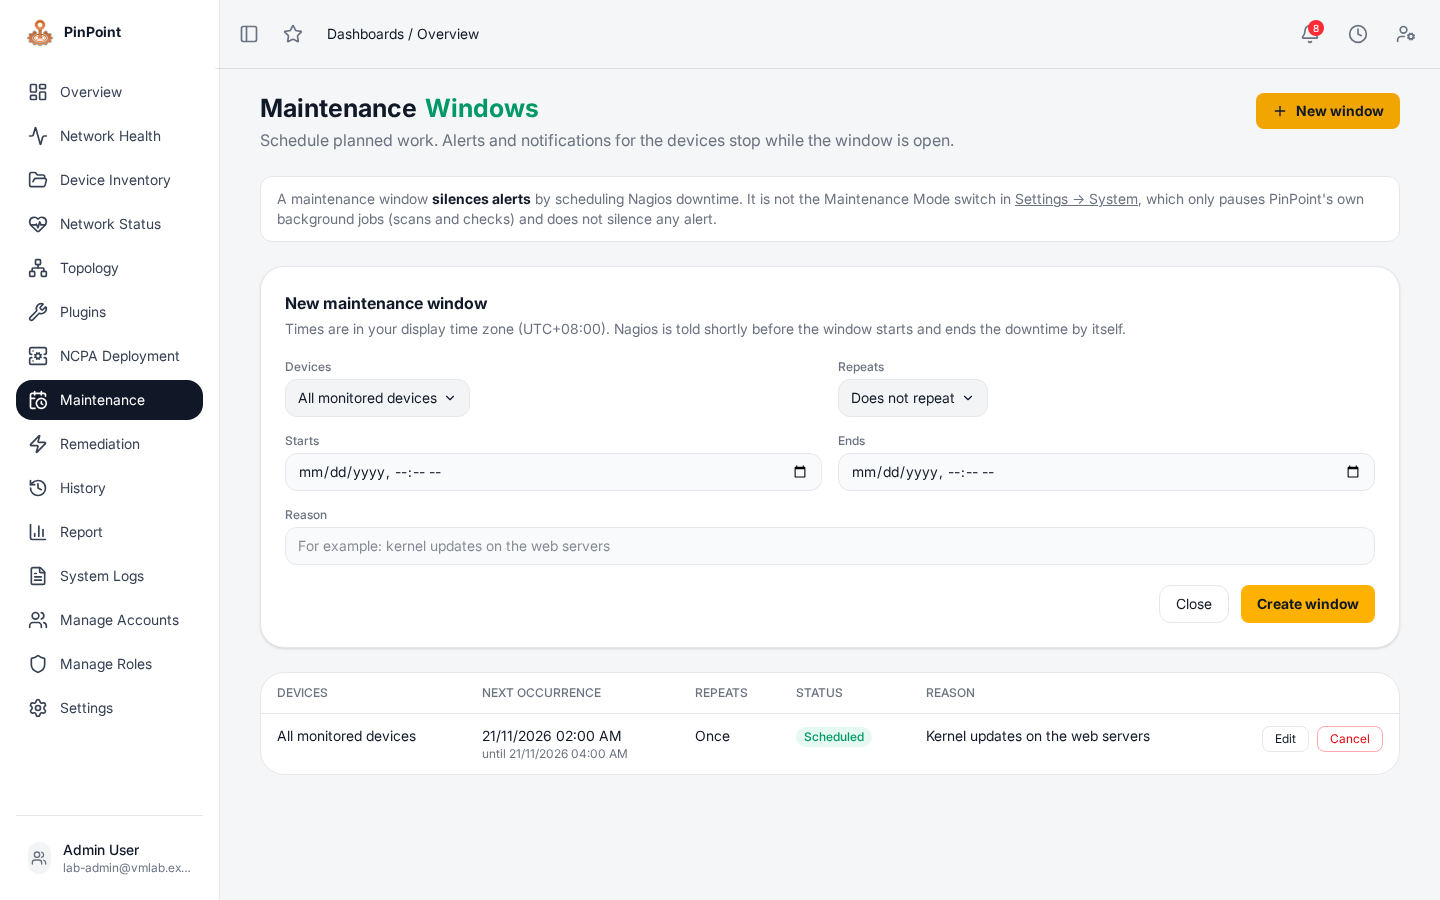 PinPoint
Dashboards / Overview
8
Overview
Network Health
Device Inventory
Network Status
Topology
Plugins
NCPA Deployment
Maintenance
Remediation
History
Report
System Logs
Manage Accounts
Manage Roles
Settings
Admin User
lab-admin@vmlab.ex...
Maintenance Windows
New window
Schedule planned work. Alerts and notifications for the devices stop while the window is open.
A maintenance window silences alerts by scheduling Nagios downtime. It is not the Maintenance Mode switch in Settings → System, which only pauses PinPoint's own
background jobs (scans and checks) and does not silence any alert.
New maintenance window
Times are in your display time zone (UTC+08:00). Nagios is told shortly before the window starts and ends the downtime by itself.
Devices
Repeats
All monitored devices
Does not repeat
Starts
Ends
mm/dd/yyyy, --:-- --
mm/dd/yyyy, --:-- --
Reason
For example: kernel updates on the web servers
Close
Create window
DEVICES NEXT OCCURRENCE REPEATS STATUS REASON
All monitored devices 21/11/2026 02:00 AM Once Scheduled Kernel updates on the web servers Edit Cancel
until 21/11/2026 04:00 AM